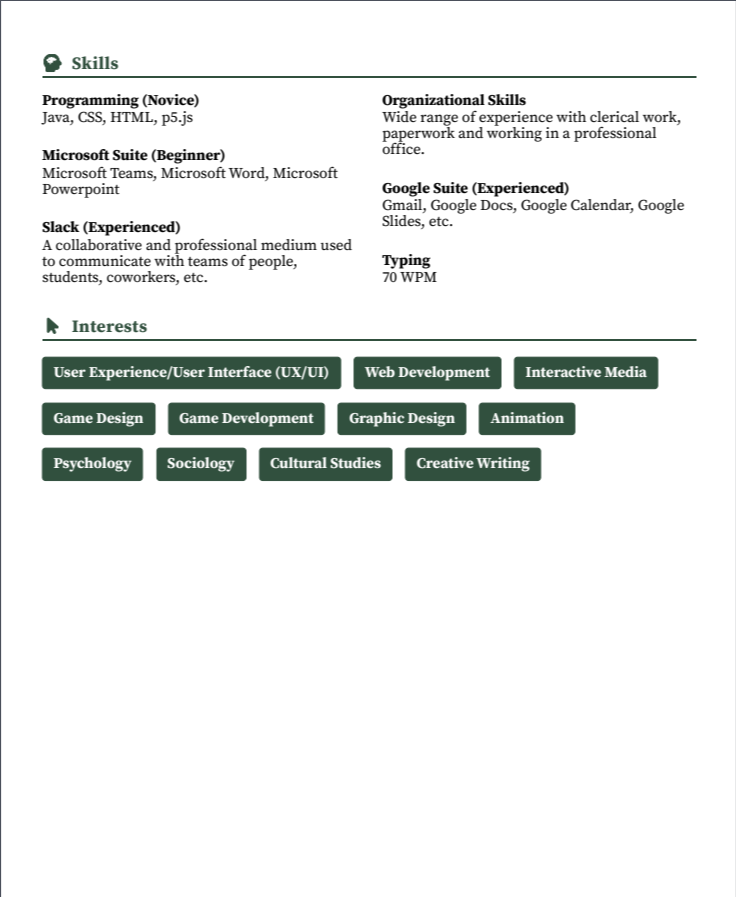 Skills
Programming (Novice)
Java, CSS, HTML, p5.js
Microsoft Suite (Beginner)
Microsoft Teams, Microsoft Word, Microsoft
Powerpoint
Slack (Experienced)
A collaborative and professional medium used
to communicate with teams of people,
students, coworkers, etc.
Organizational Skills
Wide range of experience with clerical work,
paperwork and working in a professional
office.
Google Suite (Experienced)
Gmail, Google Docs, Google Calendar, Google
Slides, etc.
Typing
70 WPM
Interests
User Experience/User Interface (UX/UI) Web Development Interactive Media
Game Design Game Development Graphic Design Animation
Psychology Sociology Cultural Studies Creative Writing